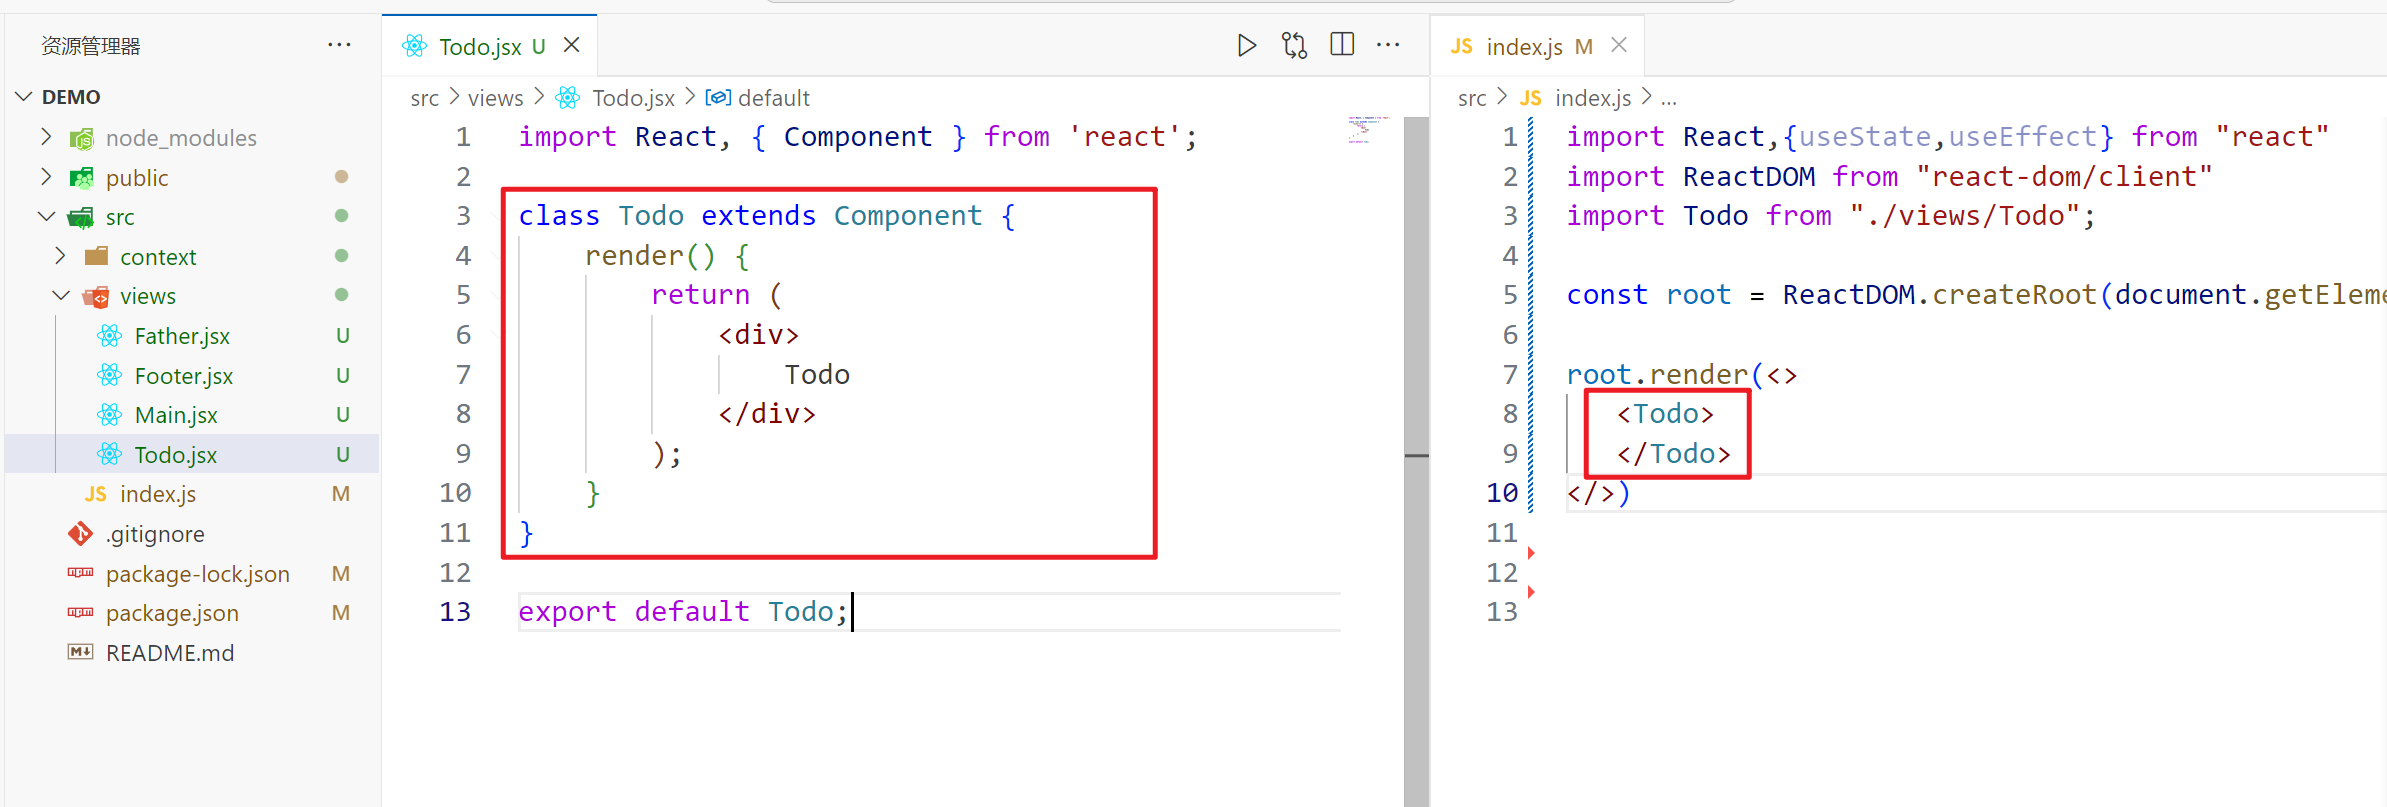 资源管理器
DEMO
node_modules
public
src
context
views
Father.jsx U
Footer.jsx U
Main.jsx U
Todo.jsx U
JS index.js M
.gitignore
package-lock.json M
package.json M
README.md
Todo.jsx U
src > views > Todo.jsx > default
1 import React, { Component } from 'react';
2
3 class Todo extends Component {
4 render() {
5 return (
6 <div>
7 Todo
8 </div>
9 );
10 }
11 }
12
13 export default Todo;
JS index.js M
src > JS index.js > ...
1 import React,{useState,useEffect} from "react"
2 import ReactDOM from "react-dom/client"
3 import Todo from "./views/Todo";
4
5 const root = ReactDOM.createRoot(document.getEleme
6
7 root.render(<>
8 <Todo>
9 </Todo>
10 </>)
11
12
13